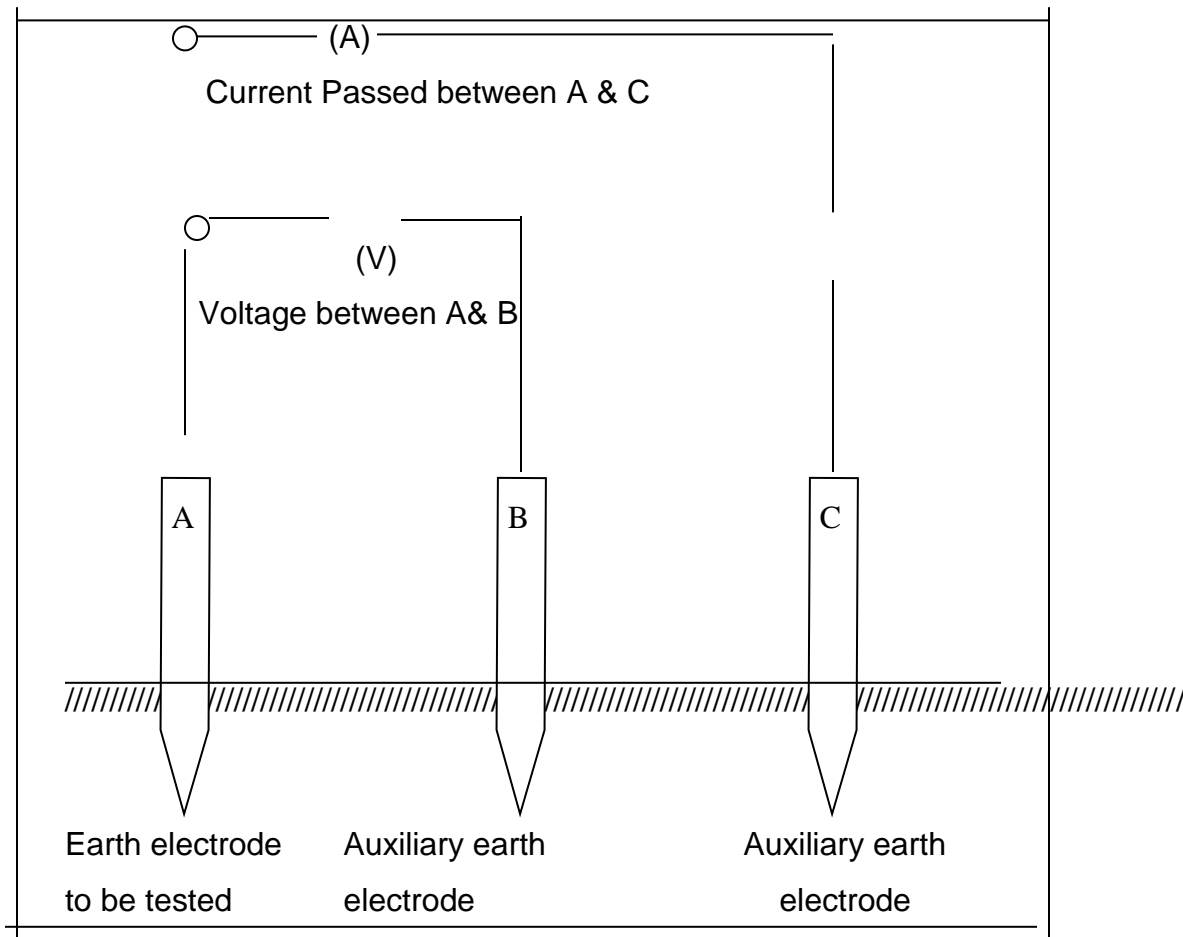 (A)
Current Passed between A & C
(V)
Voltage between A& B
A
B
C
//////////////////////////////////////////////////////////////////////////////////////////
Earth electrode
to be tested
Auxiliary earth
electrode
Auxiliary earth
electrode